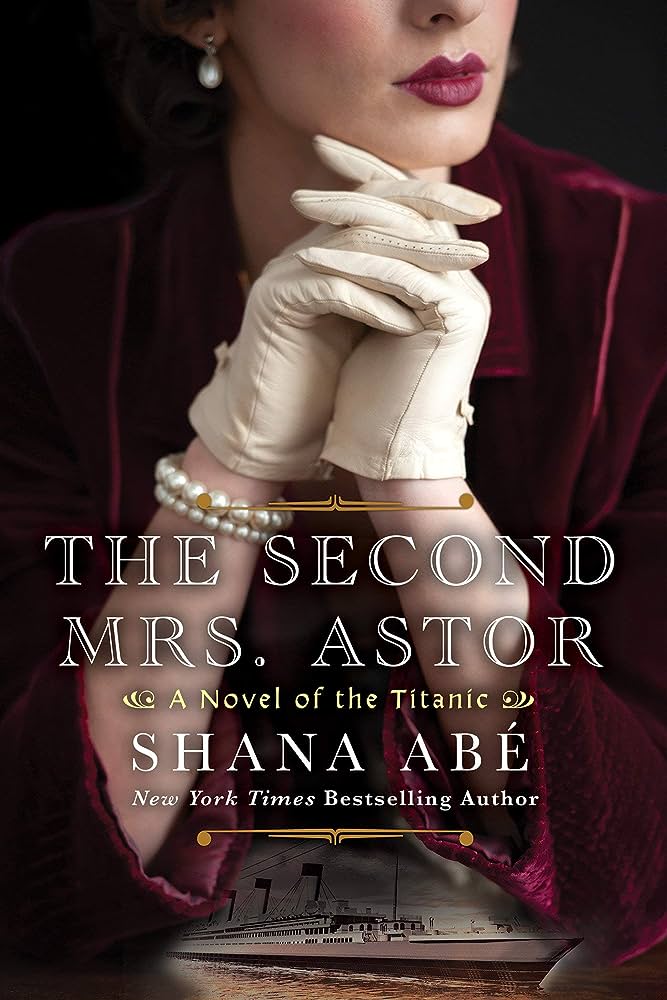 THE SECOND
MRS. ASTOR
A Novel of the Titanic
SHANA ABÉ
New York Times Bestselling Author